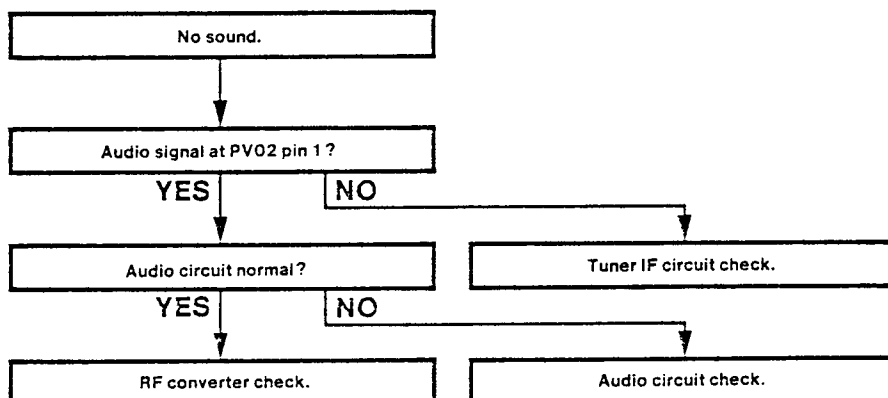 No sound.
Audio signal at PV02 pin 1?
YES NO
Audio circuit normal?
Tuner IF circuit check.
YES NO
RF converter check.
Audio circuit check.